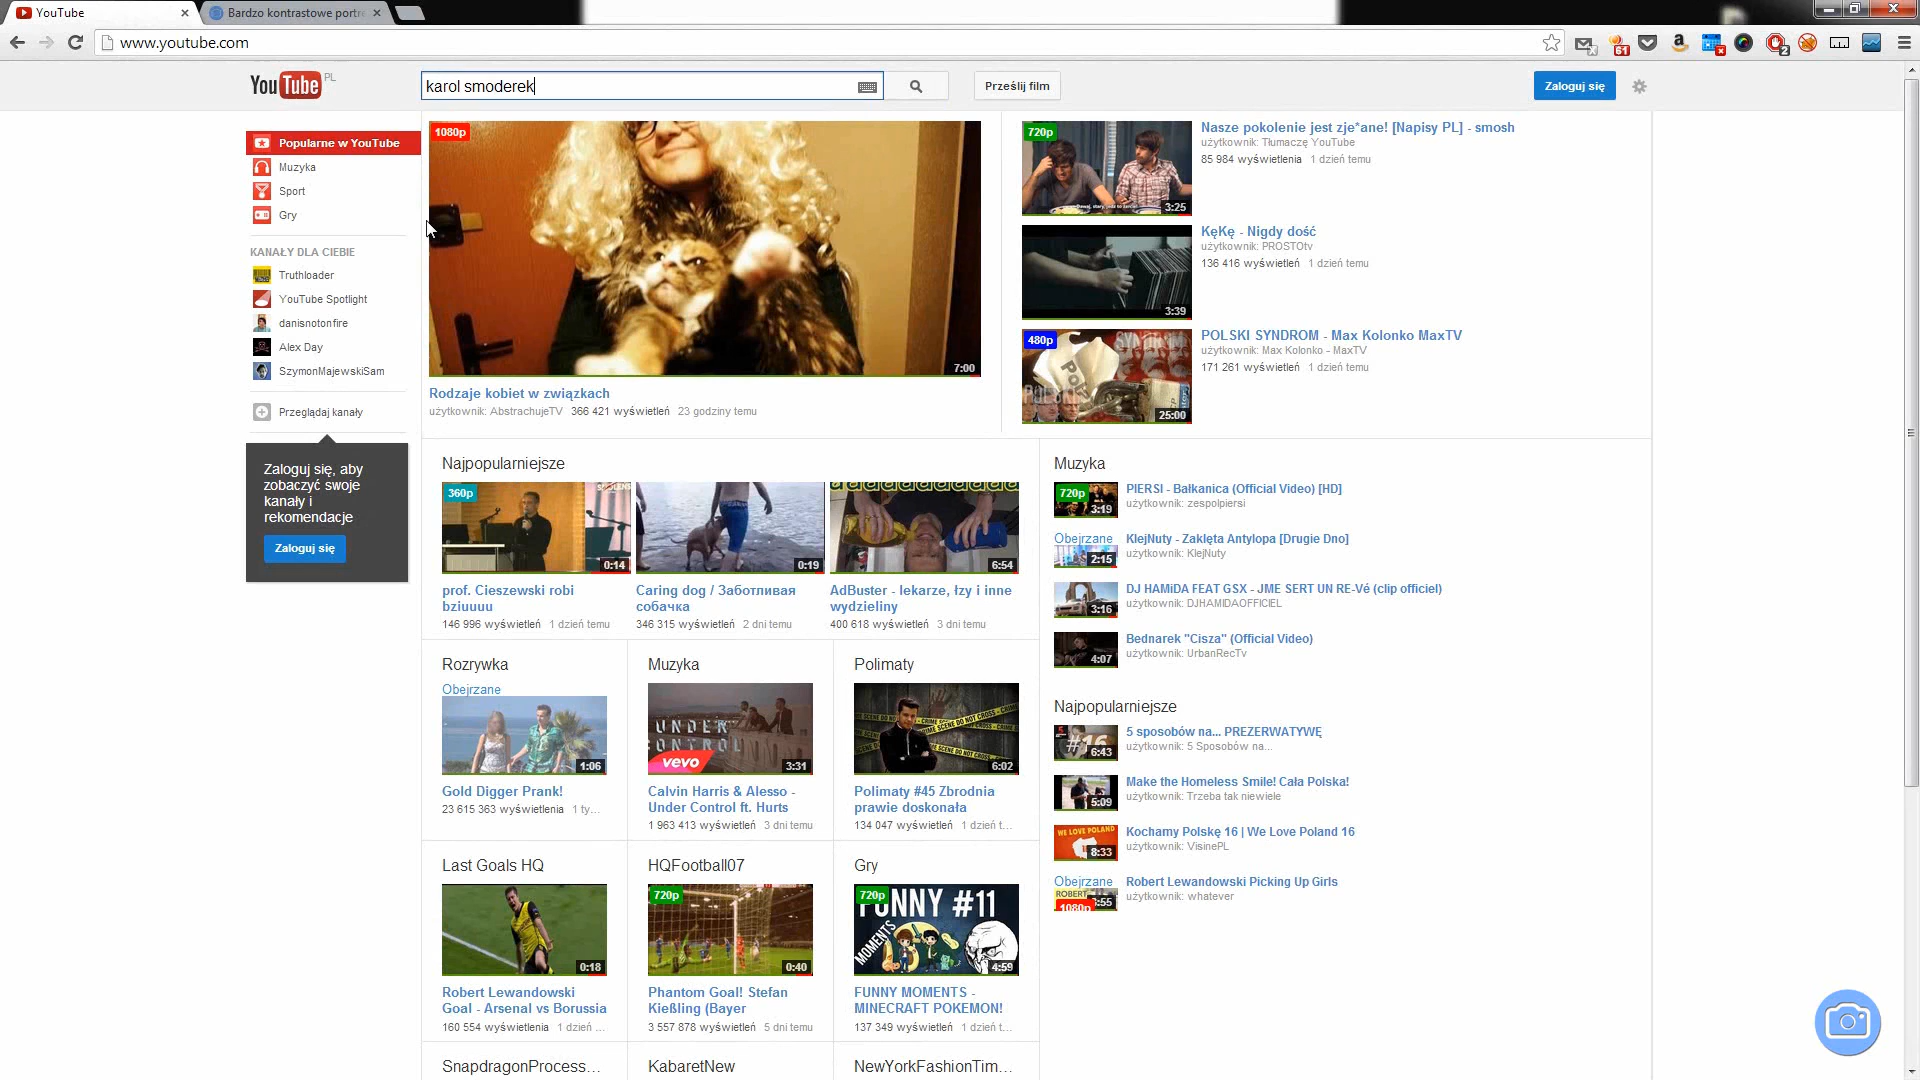 YouTube
Bardzo kontrastowe portre
www.youtube.com
61
2
YouTube PL
karol smoderek
Prześlij film
Zaloguj się
Popularne w YouTube
Muzyka
Sport
Gry
KANAŁY DLA CIEBIE
Truthloader
YouTube Spotlight
danisnotonfire
Alex Day
SzymonMajewskiSam
Przeglądaj kanały
Zaloguj się, aby
zobaczyć swoje
kanały i
rekomendacje
Zaloguj się
1080p
7:00
Rodzaje kobiet w związkach
użytkownik: AbstrachujeTV 366 421 wyświetleń 23 godziny temu
720p
3:25
Nasze pokolenie jest zje*ane! [Napisy PL] - smosh
użytkownik: Tłumaczę YouTube
85 984 wyświetlenia 1 dzień temu
3:39
KęKę - Nigdy dość
użytkownik: PROSTOtv
136 416 wyświetleń 1 dzień temu
480p
SYNDROM
25:00
POLSKI SYNDROM - Max Kolonko MaxTV
użytkownik: Max Kolonko - MaxTV
171 261 wyświetleń 1 dzień temu
Najpopularniejsze
360p
0:14
prof. Cieszewski robi
bziuuuu
146 996 wyświetleń 1 dzień temu
0:19
Caring dog / Заботливая
собачка
346 315 wyświetleń 2 dni temu
6:54
AdBuster - lekarze, łzy i inne
wydzieliny
400 618 wyświetleń 3 dni temu
Rozrywka
Obejrzane
1:06
Gold Digger Prank!
23 615 363 wyświetlenia 1 ty...
Muzyka
UNDER
CONTROL
vevo
3:31
Calvin Harris & Alesso -
Under Control ft. Hurts
1 963 413 wyświetleń 3 dni temu
Polimaty
6:02
Polimaty #45 Zbrodnia
prawie doskonała
134 047 wyświetleń 1 dzień t...
Last Goals HQ
0:18
Robert Lewandowski
Goal - Arsenal vs Borussia
160 554 wyświetlenia 1 dzień ...
HQFootball07
720p
0:40
Phantom Goal! Stefan
Kießling (Bayer
3 557 878 wyświetleń 5 dni temu
Gry
720p
FUNNY #11
MOMENTS
4:59
FUNNY MOMENTS -
MINECRAFT POKEMON!
137 349 wyświetleń 1 dzień t...
SnapdragonProcess...
KabaretNew
NewYorkFashionTim...
Muzyka
720p
3:19
PIERSI - Bałkanica (Official Video) [HD]
użytkownik: zespolpiersi
Obejrzane
2:15
KlejNuty - Zaklęta Antylopa [Drugie Dno]
użytkownik: KlejNuty
3:16
DJ HAMiDA FEAT GSX - JME SERT UN RE-Vé (clip officiel)
użytkownik: DJHAMIDAOFFICIEL
4:07
Bednarek "Cisza" (Official Video)
użytkownik: UrbanRecTv
Najpopularniejsze
#16
6:43
5 sposobów na... PREZERWATYWĘ
użytkownik: 5 Sposobów na...
5:09
Make the Homeless Smile! Cała Polska!
użytkownik: Trzeba tak niewiele
WE LOVE POLAND
8:33
Kochamy Polskę 16 | We Love Poland 16
użytkownik: VisinePL
Obejrzane
ROBERT
1080p
:55
Robert Lewandowski Picking Up Girls
użytkownik: whatever